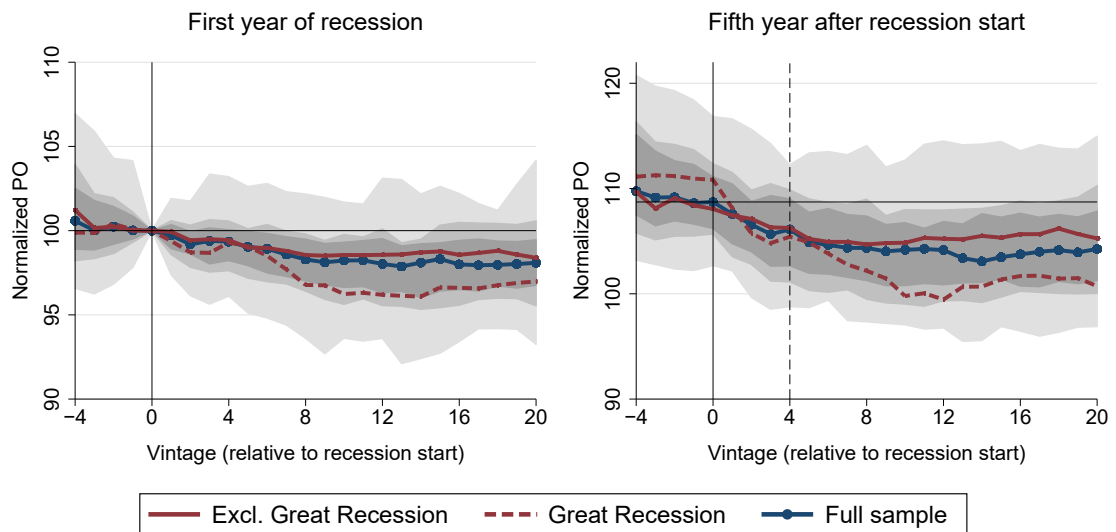 First year of recession
Normalized PO
110
105
100
95
90
−4
0
4
8
12
16
20
Vintage (relative to recession start)
Fifth year after recession start
Normalized PO
120
110
100
90
−4
0
4
8
12
16
20
Vintage (relative to recession start)
Excl. Great Recession
Great Recession
Full sample